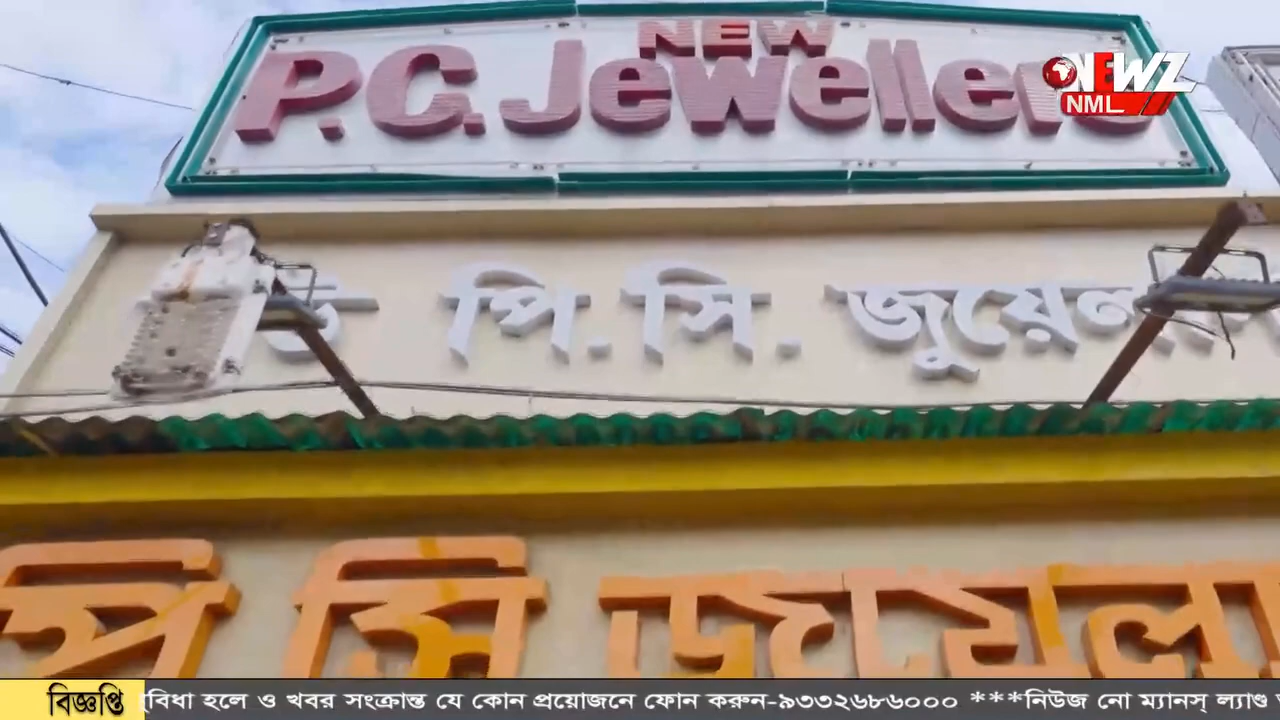 NEW
P.C. Jewellers
NEWZ
NML
পি. সি. জুয়েল
পি সি জুয়েলা
বিজ্ঞপ্তি
বিধা হলে ও খবর সংক্রান্ত যে কোন প্রয়োজনে ফোন করুন-৯৩৩২৬৮৬০০০ ***নিউজ নো ম্যানস্ ল্যাণ্ড